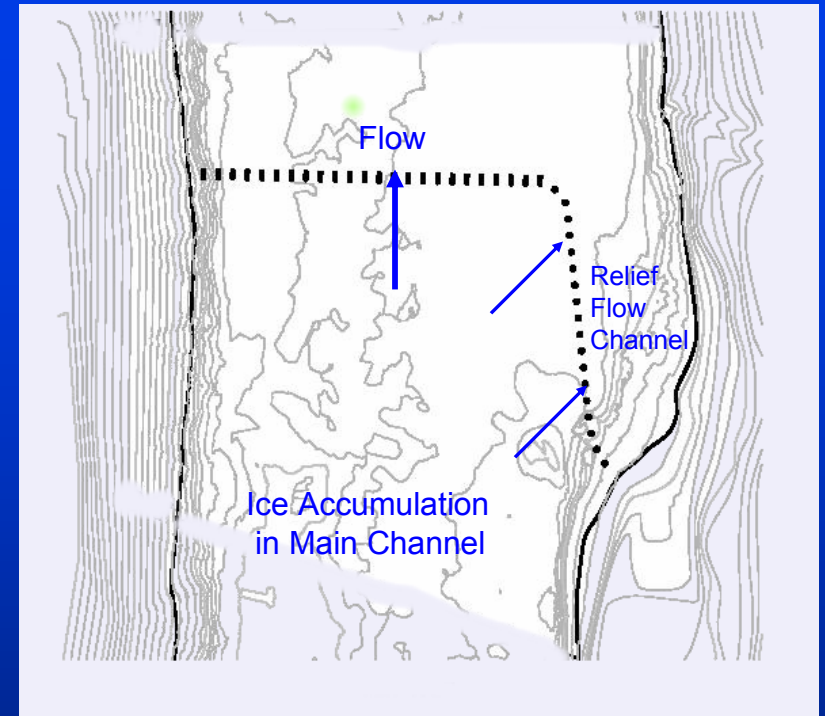 Flow
Relief
Flow
Channel
Ice Accumulation
in Main Channel